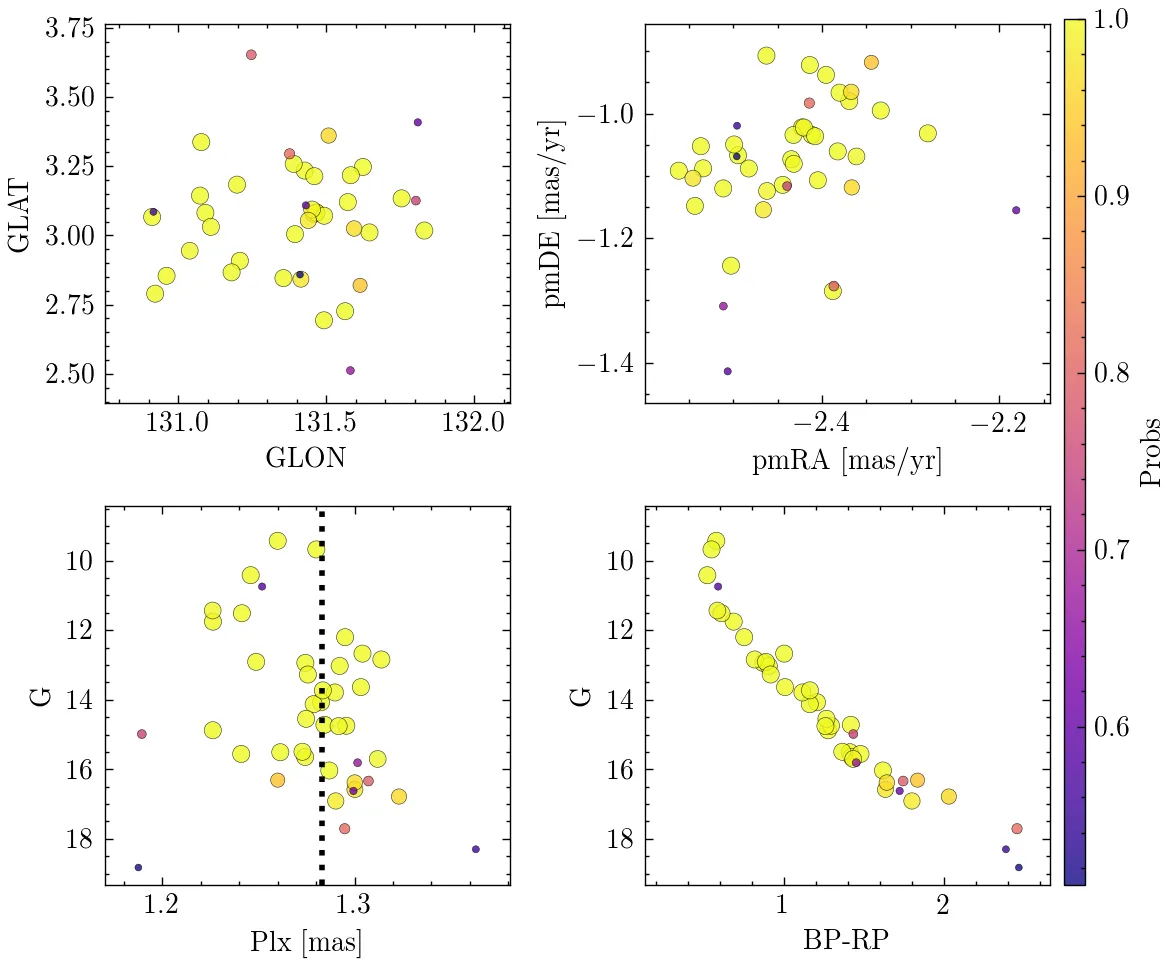 3.75
3.50
3.25
3.00
2.75
2.50
GLAT
131.0 131.5 132.0
GLON
−1.0
−1.2
−1.4
pmDE [mas/yr]
−2.4 −2.2
pmRA [mas/yr]
10
12
14
16
18
G
1.2 1.3
Plx [mas]
10
12
14
16
18
G
1 2
BP-RP
1.0
0.9
0.8
0.7
0.6
Probs